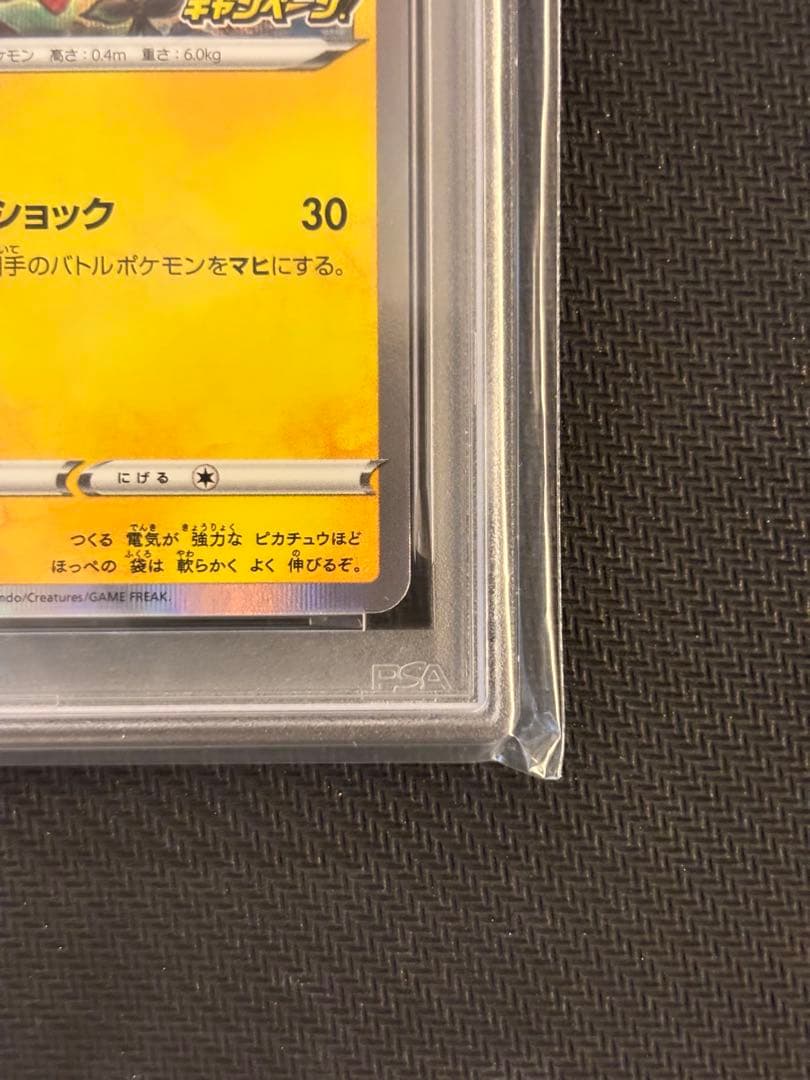 キャンペーン!
ケモン 高さ:0.4m 重さ:6.0kg
ショック 30
手のバトルポケモンをマヒにする。
にげる
つくる 電気が 強力な ピカチュウほど
ほっぺの 袋は 軟らかく よく 伸びるぞ。
ndo/Creatures/GAME FREAK.
PSA